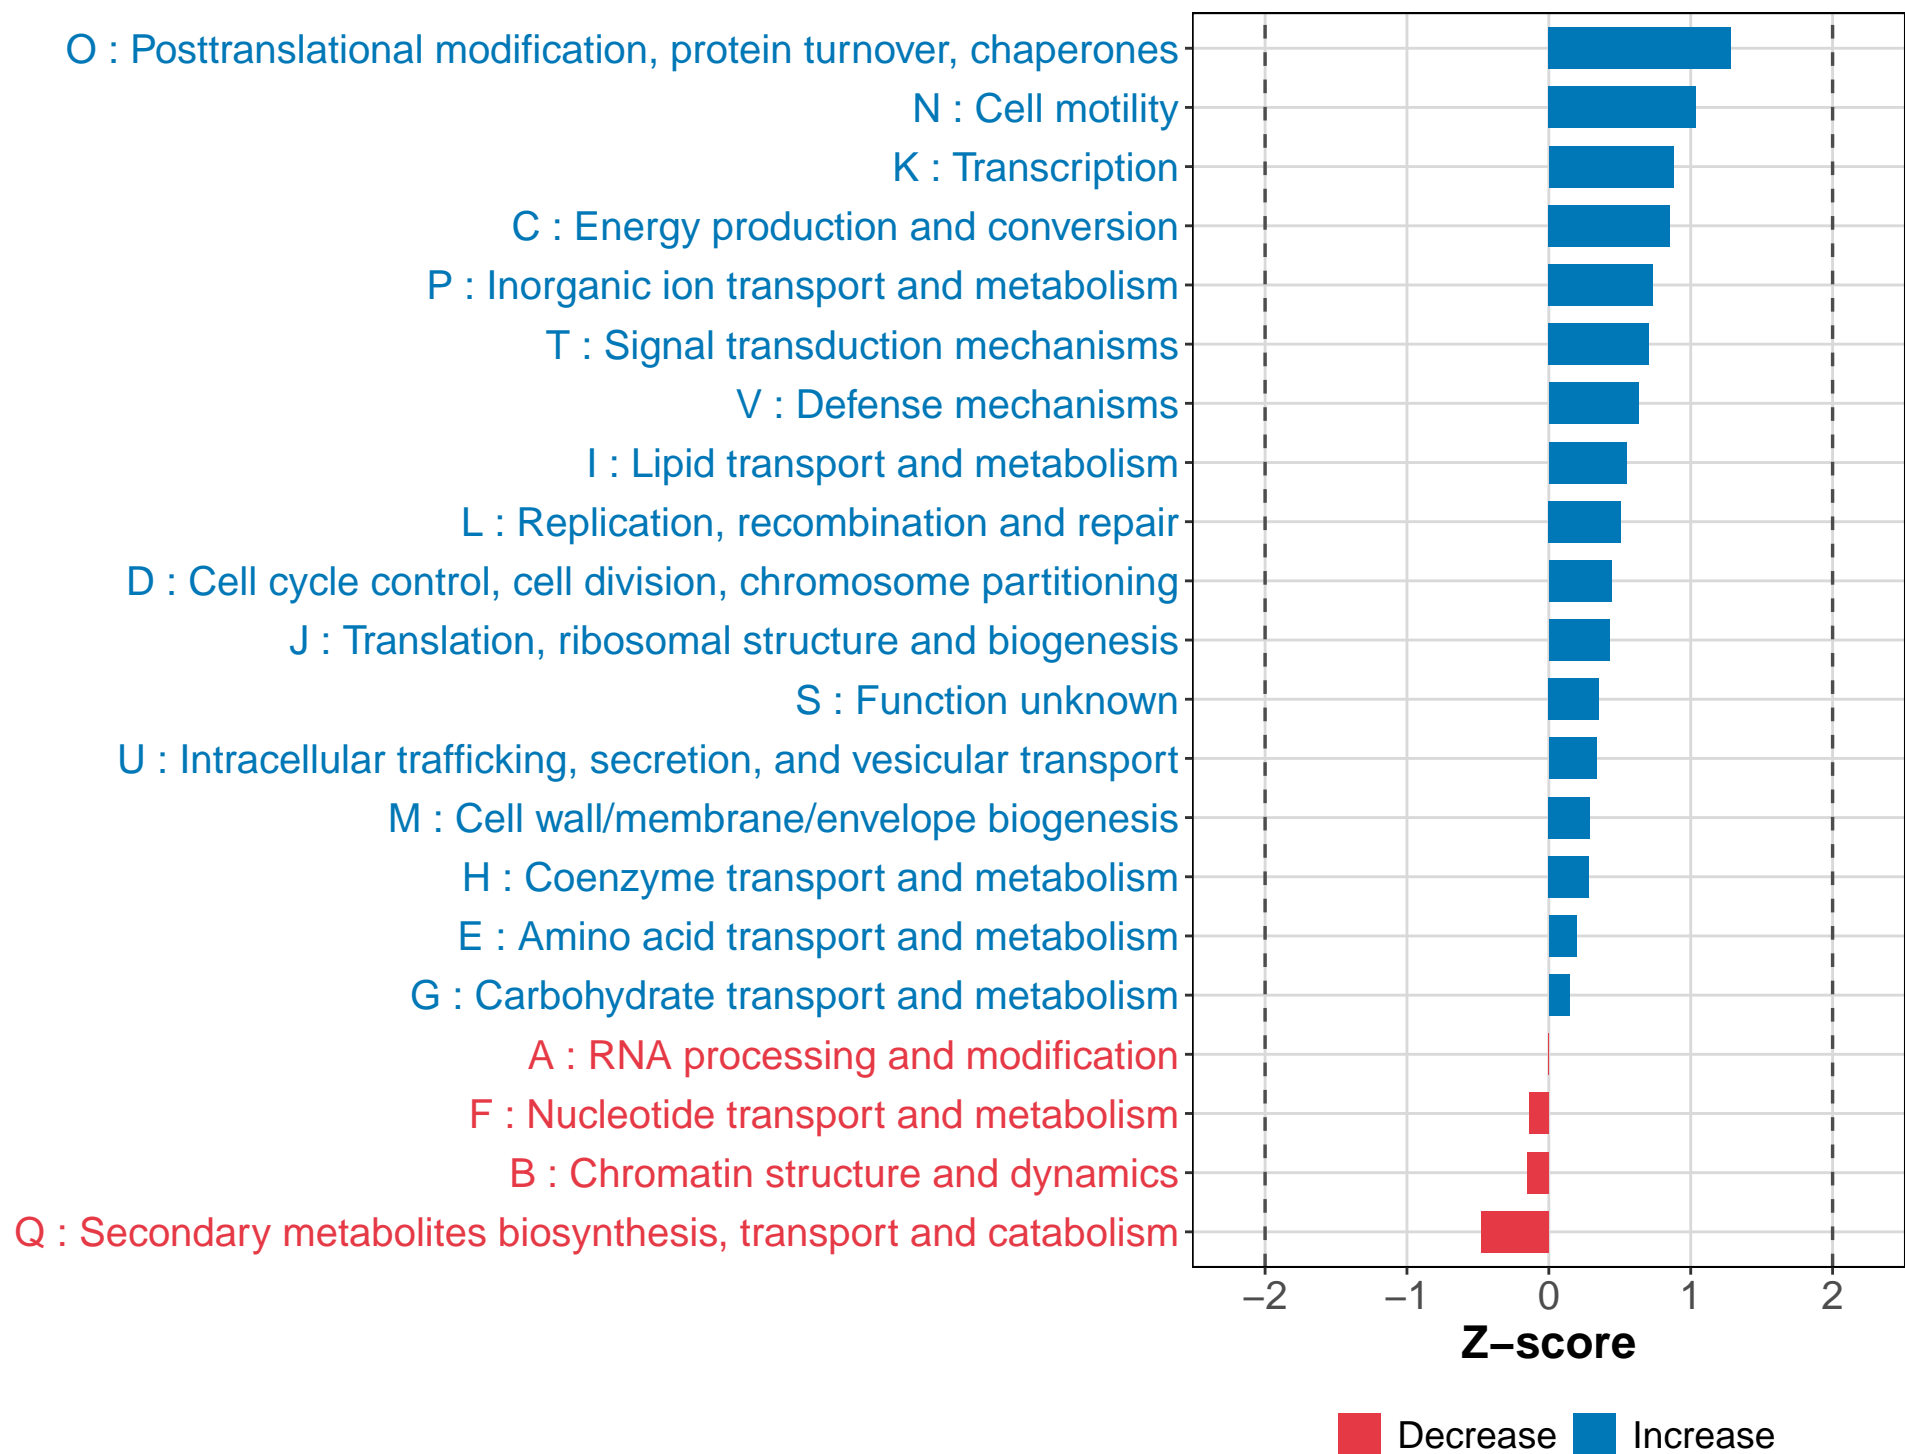 O : Posttranslational modification, protein turnover, chaperones
N : Cell motility
K : Transcription
C : Energy production and conversion
P : Inorganic ion transport and metabolism
T : Signal transduction mechanisms
V : Defense mechanisms
I : Lipid transport and metabolism
L : Replication, recombination and repair
D : Cell cycle control, cell division, chromosome partitioning
J : Translation, ribosomal structure and biogenesis
S : Function unknown
U : Intracellular trafficking, secretion, and vesicular transport
M : Cell wall/membrane/envelope biogenesis
H : Coenzyme transport and metabolism
E : Amino acid transport and metabolism
G : Carbohydrate transport and metabolism
A : RNA processing and modification
F : Nucleotide transport and metabolism
B : Chromatin structure and dynamics
Q : Secondary metabolites biosynthesis, transport and catabolism
−2 −1 0 1 2
Z−score
Decrease Increase